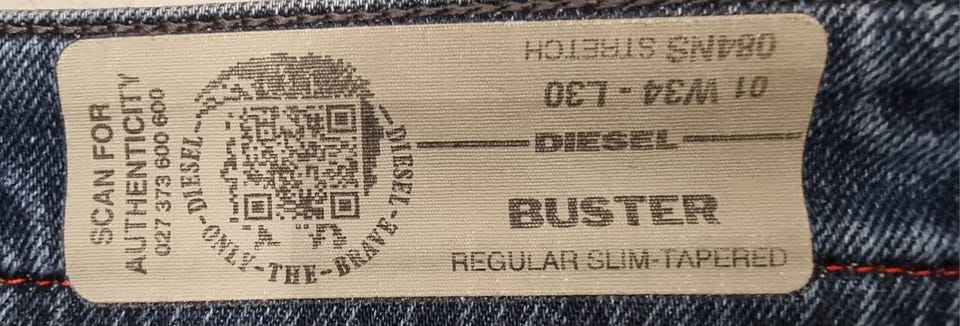 SCAN FOR
AUTHENTICITY
027 373 600 600
DIESEL-ONLY-THE-BRAVE-DIESEL-
084NS STRETCH
01 W34 - L30
DIESEL
BUSTER
REGULAR SLIM-TAPERED